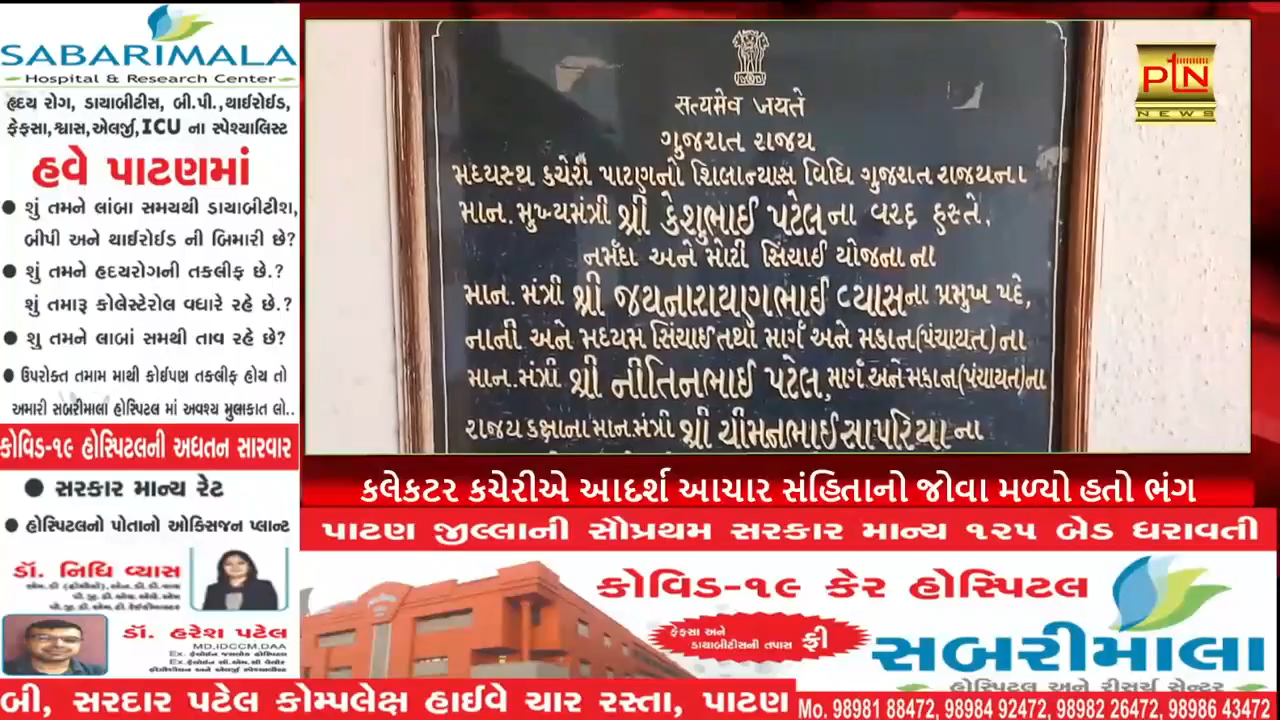 SABARIMALA
Hospital & Research Center
હૃદય રોગ, ડાયાબીટીસ, બી.પી.,થાઈરોઈડ,
ફેફસા,શ્વાસ,એલર્જી,ICU ના સ્પેશ્યાલિસ્ટ
હવે પાટણમાં
● શું તમને લાંબા સમયથી ડાયાબીટીશ,
બીપી અને થાઈરોઈડ ની બિમારી છે?
● શું તમને હૃદયરોગની તકલીફ છે.?
શું તમારૂ કોલેસ્ટેરોલ વધારે રહે છે.?
● શુ તમને લાબાં સમથી તાવ રહે છે?
● ઉપરોક્ત તમામ માથી કોઈપણ તકલીફ હોય તો
અમારી સબરીમાલા હોસ્પિટલ માં અવશ્ય મુલાકાત લો..
કોવિડ-૧૯ હોસ્પિટલની અદ્યતન સારવાર
● સરકાર માન્ય રેટ
● હોસ્પિટલનો પોતાનો ઓક્સિજન પ્લાન્ટ
ડૉ. નિધિ વ્યાસ
ડૉ. હરેશ પટેલ
MD,IDCCM,DAA
સત્યમેવ જયતે
ગુજરાત રાજ્ય
મધ્યસ્થ કચેરી પાટણનો શિલાન્યાસ વિધિ ગુજરાત રાજ્યના
માન. મુખ્યમંત્રી શ્રી કેશુભાઈ પટેલ ના વરદ્ હસ્તે,
નર્મદા અને મોટી સિંચાઈ યોજના ના
માન. મંત્રી શ્રી જયનારાયણભાઈ વ્યાસના પ્રમુખ પદે,
નાની અને મધ્યમ સિંચાઈ તથા માર્ગ અને મકાન(પંચાયત)ના
માન. મંત્રી શ્રી નીતિનભાઈ પટેલ, માર્ગ અને મકાન(પંચાયત)ના
રાજ્ય કક્ષાના માન.મંત્રી શ્રી ચીમનભાઈ સાપરિયા ના
PTN
NEWS
કલેકટર કચેરીએ આદર્શ આચાર સંહિતાનો જોવા મળ્યો હતો ભંગ
પાટણ જીલ્લાની સૌપ્રથમ સરકાર માન્ય ૧૨૫ બેડ ધરાવતી
કોવિડ-૧૯ કેર હોસ્પિટલ
ફેફસા અને
ડાયાબીટીસની તપાસ ફ્રી
સબરીમાલા
હોસ્પિટલ અને રીસર્ચ સેન્ટર
બી, સરદાર પટેલ કોમ્પલેક્ષ હાઈવે ચાર રસ્તા, પાટણ
Mo. 98981 88472, 98984 92472, 98982 26472, 98986 43472